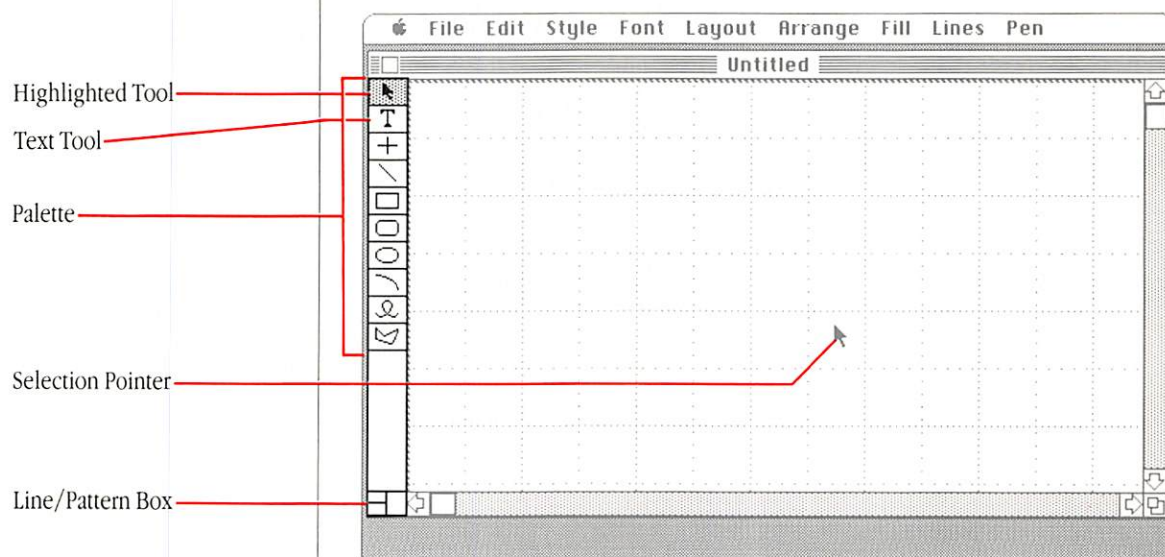 File Edit Style Font Layout Arrange Fill Lines Pen
Untitled
Highlighted Tool
T
Text Tool
Palette
Selection Pointer
Line/Pattern Box